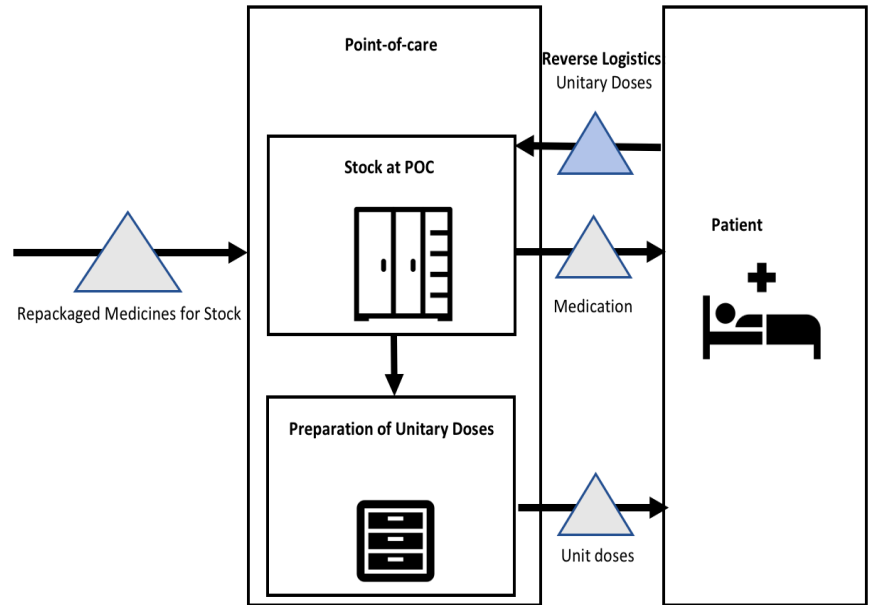 Point-of-care
Reverse Logistics
Unitary Doses
Stock at POC
Repackaged Medicines for Stock
Medication
Patient
Preparation of Unitary Doses
Unit doses